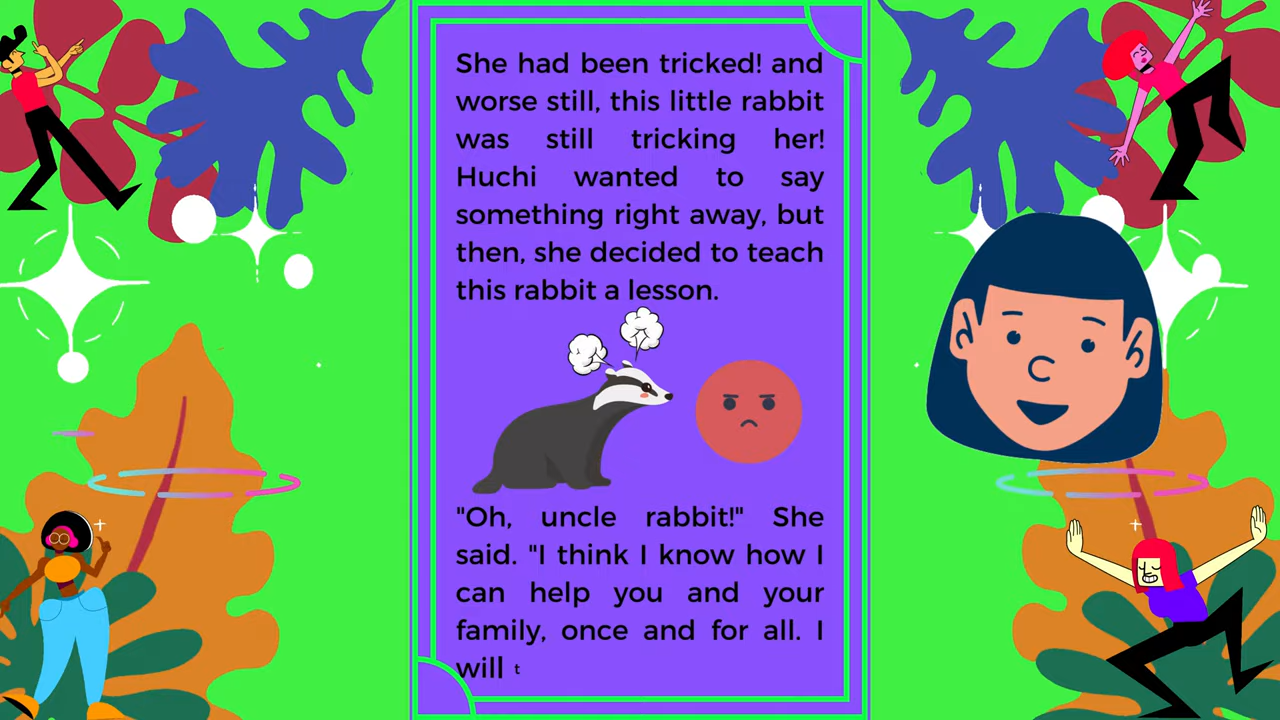 She had been tricked! and
worse still, this little rabbit
was still tricking her!
Huchi wanted to say
something right away, but
then, she decided to teach
this rabbit a lesson.
"Oh, uncle rabbit!" She
said. "I think I know how I
can help you and your
family, once and for all. I
will t